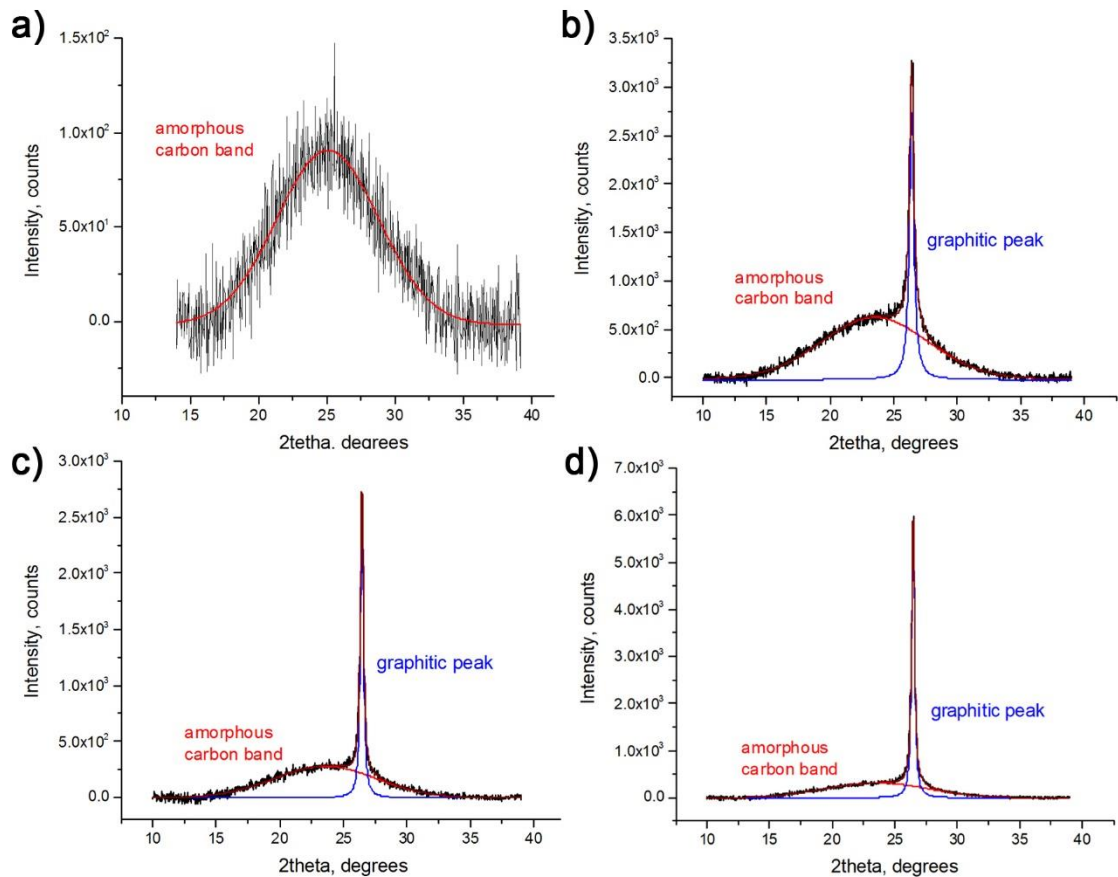 a)
1.5x10²
1.0x10²
5.0x10¹
0.0
Intensity, counts
amorphous
carbon band
10 15 20 25 30 35 40
2tetha, degrees
b)
3.5x10³
3.0x10³
2.5x10³
2.0x10³
1.5x10³
1.0x10³
5.0x10²
0.0
Intensity, counts
graphitic peak
amorphous
carbon band
10 15 20 25 30 35 40
2tetha, degrees
c)
3.0x10³
2.5x10³
2.0x10³
1.5x10³
1.0x10³
5.0x10²
0.0
Intensity, counts
graphitic peak
amorphous
carbon band
10 15 20 25 30 35 40
2theta, degrees
d)
7.0x10³
6.0x10³
5.0x10³
4.0x10³
3.0x10³
2.0x10³
1.0x10³
0.0
Intensity, counts
graphitic peak
amorphous
carbon band
10 15 20 25 30 35 40
2theta, degrees